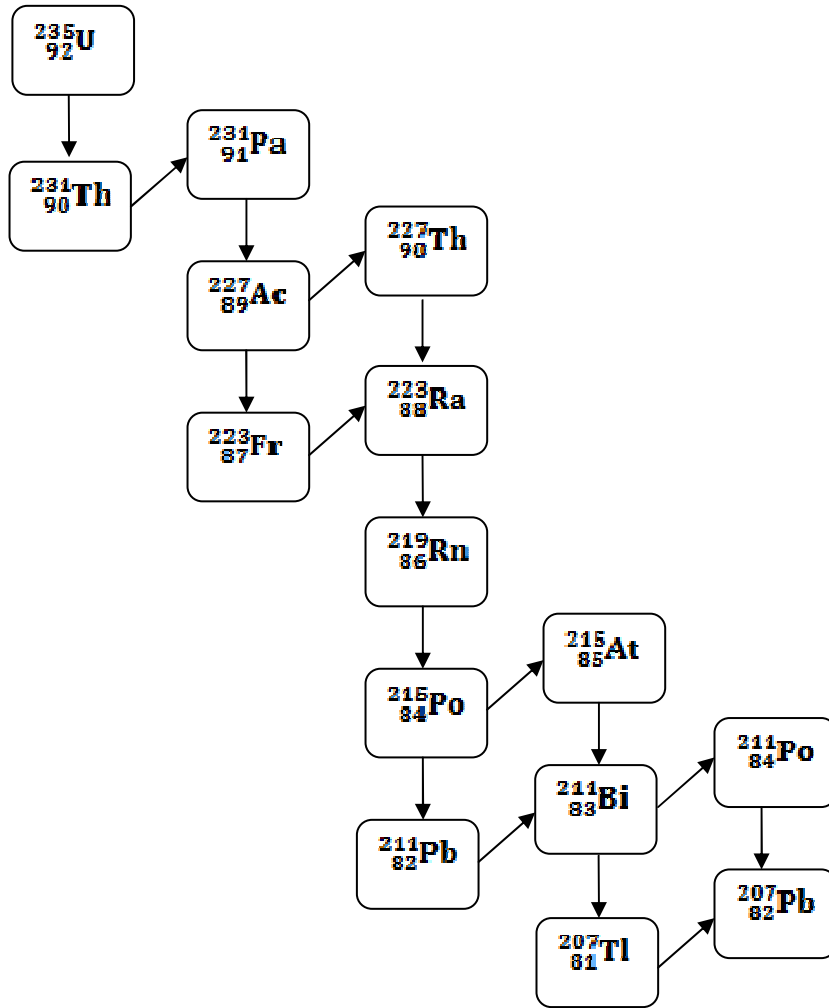 ²³⁵₉₂U
²³¹₉₁Pa
²³¹₉₀Th
²²⁷₉₀Th
²²⁷₈₉Ac
²²³₈₈Ra
²²³₈₇Fr
²¹⁹₈₆Rn
²¹⁵₈₅At
²¹⁵₈₄Po
²¹¹₈₄Po
²¹¹₈₃Bi
²¹¹₈₂Pb
²⁰⁷₈₂Pb
²⁰⁷₈₁Tl